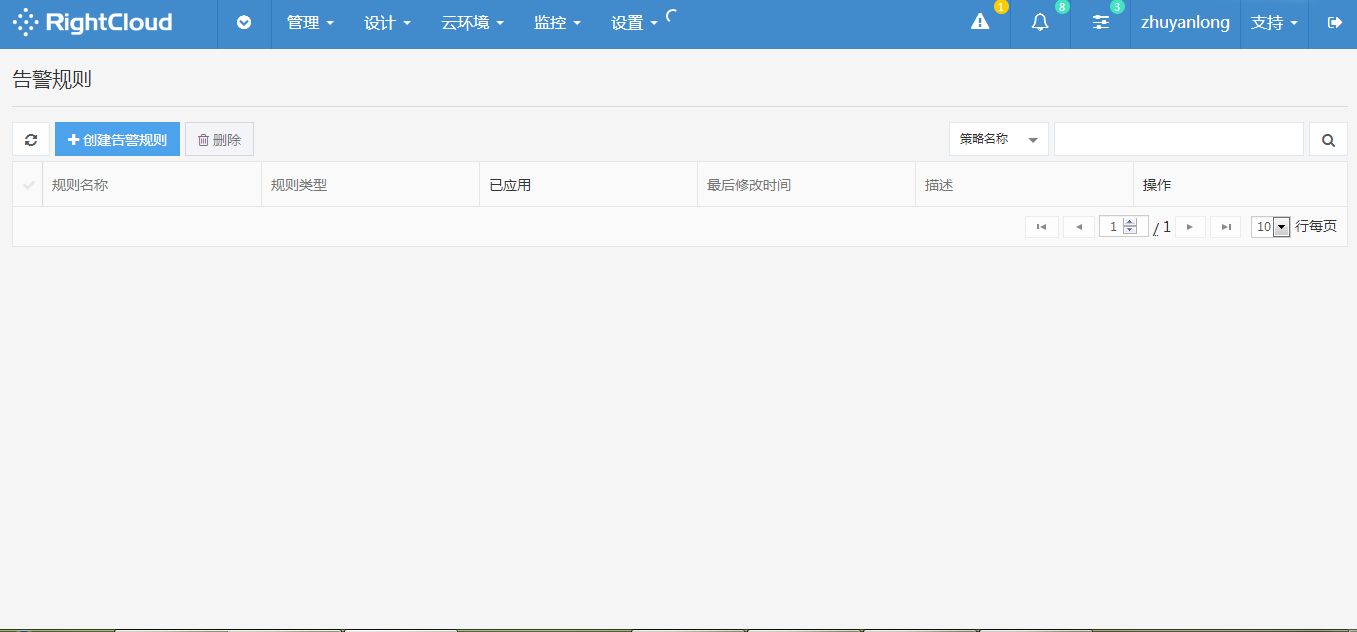 RightCloud 管理 设计 云环境 监控 设置 1 8 3 zhuyanlong 支持
告警规则
创建告警规则 删除 策略名称
规则名称 规则类型 已应用 最后修改时间 描述 操作
1 / 1 10 行每页